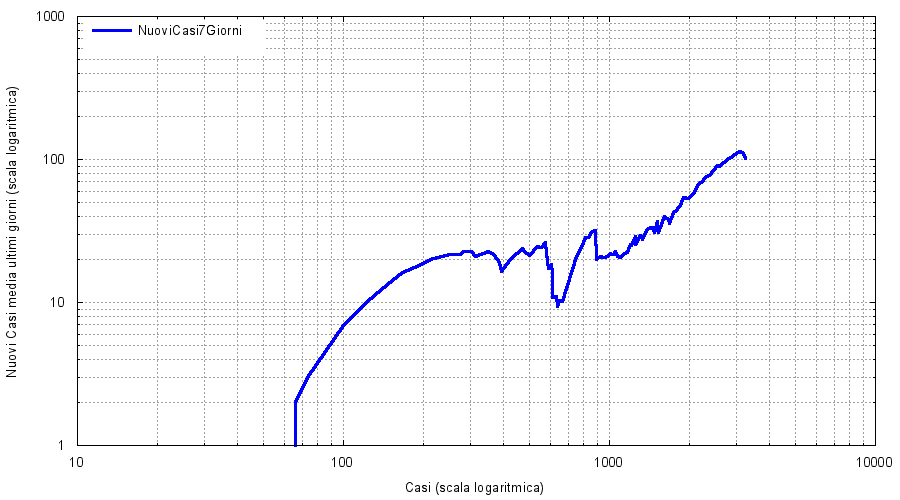 NuoviCasi7Giorni
Nuovi Casi media ultimi giorni (scala logaritmica)
1000
100
10
1
10
100
1000
10000
Casi (scala logaritmica)